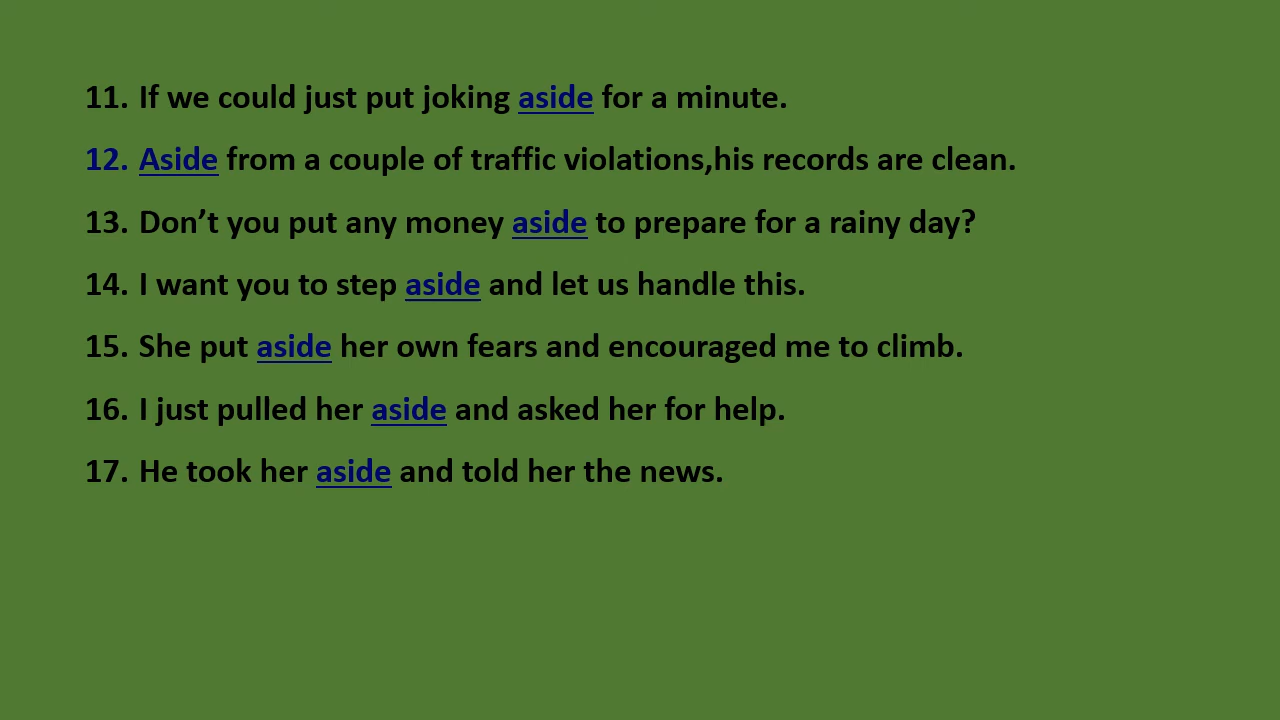 11. If we could just put joking aside for a minute.
12. Aside from a couple of traffic violations,his records are clean.
13. Don’t you put any money aside to prepare for a rainy day?
14. I want you to step aside and let us handle this.
15. She put aside her own fears and encouraged me to climb.
16. I just pulled her aside and asked her for help.
17. He took her aside and told her the news.